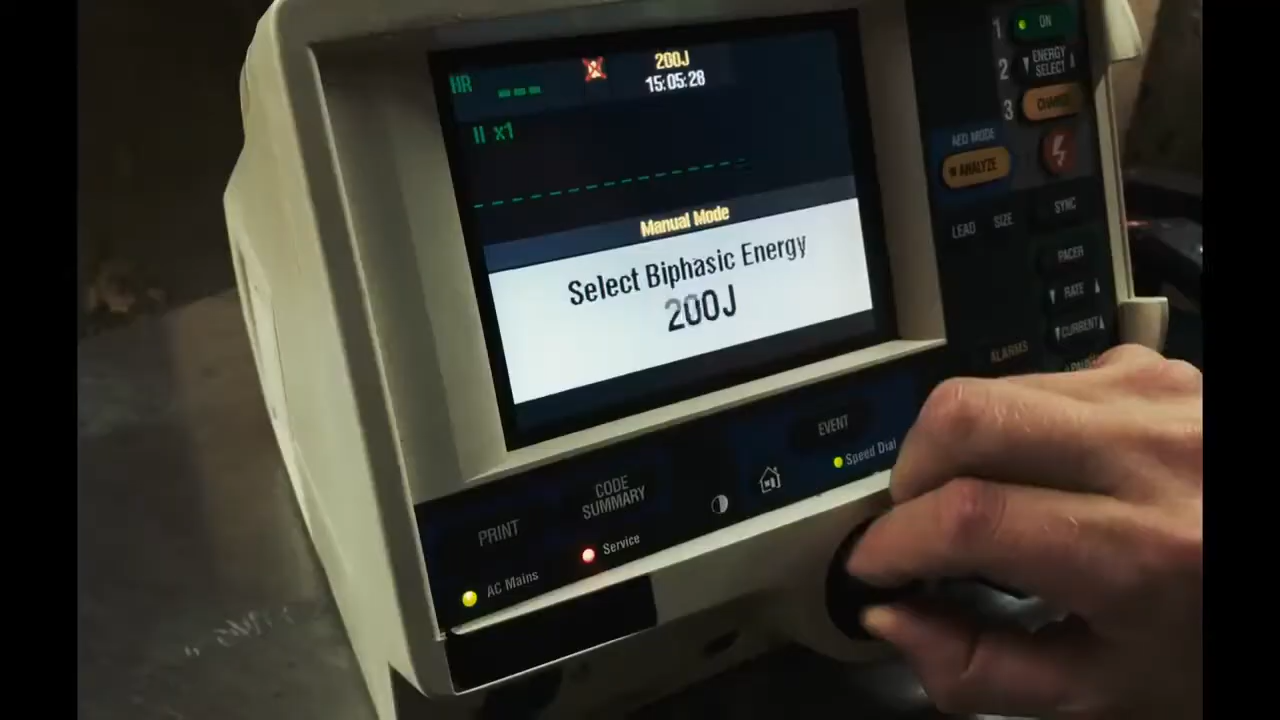 HR ---
200J
15:05:28
II x1
Manual Mode
Select Biphasic Energy
200J
1 ON
2 ENERGY SELECT
3 CHARGE
AED MODE
ANALYZE
SYNC
LEAD SIZE
PACER
RATE
CURRENT
ALARMS
EVENT
Speed Dial
CODE
SUMMARY
PRINT
Service
AC Mains